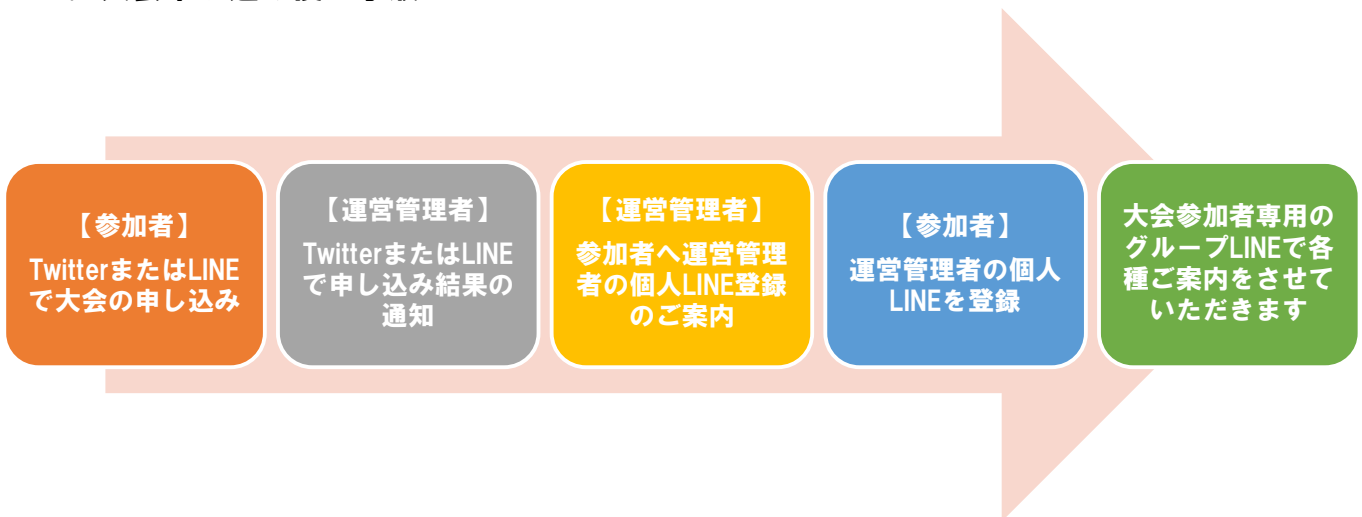 【参加者】
TwitterまたはLINE
で大会の申し込み
【運営管理者】
TwitterまたはLINE
で申し込み結果の
通知
【運営管理者】
参加者へ運営管理
者の個人LINE登録
のご案内
【参加者】
運営管理者の個人
LINEを登録
大会参加者専用の
グループLINEで各
種ご案内をさせて
いただきます